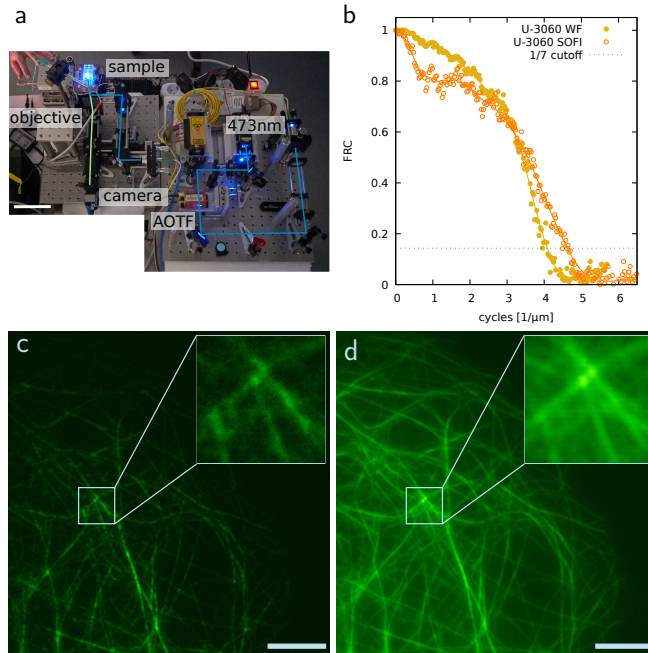 a
sample
objective
473nm
camera
AOTF
b
U-3060 WF
U-3060 SOFI
1/7 cutoff
FRC
1
0.8
0.6
0.4
0.2
0
0 1 2 3 4 5 6
cycles [1/µm]
c
d